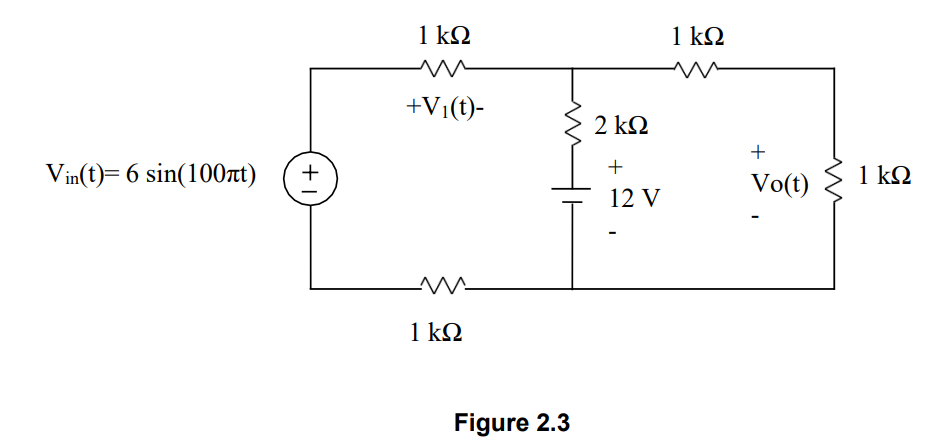 1 kΩ
1 kΩ
+V₁(t)-
2 kΩ
+
Vin(t)= 6 sin(100πt)
+
12 V
-
+
Vo(t)
-
1 kΩ
1 kΩ
Figure 2.3